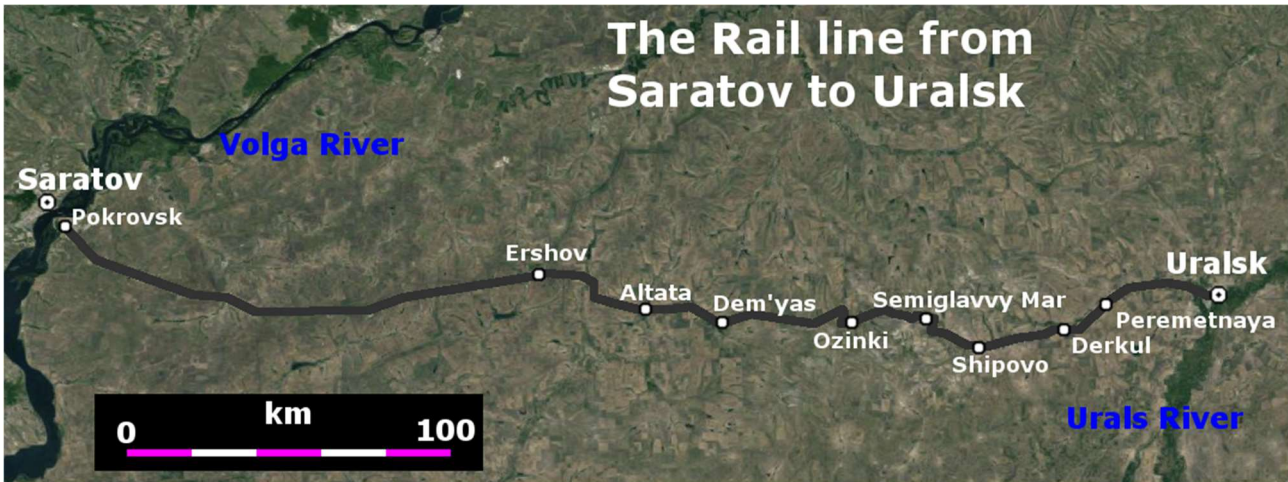 The Rail line from
Saratov to Uralsk
Volga River
Saratov
Pokrovsk
Ershov
Altata
Dem'yas
Ozinki
Semiglavvy Mar
Shipovo
Derkul
Peremetnaya
Uralsk
Urals River
km
0 100